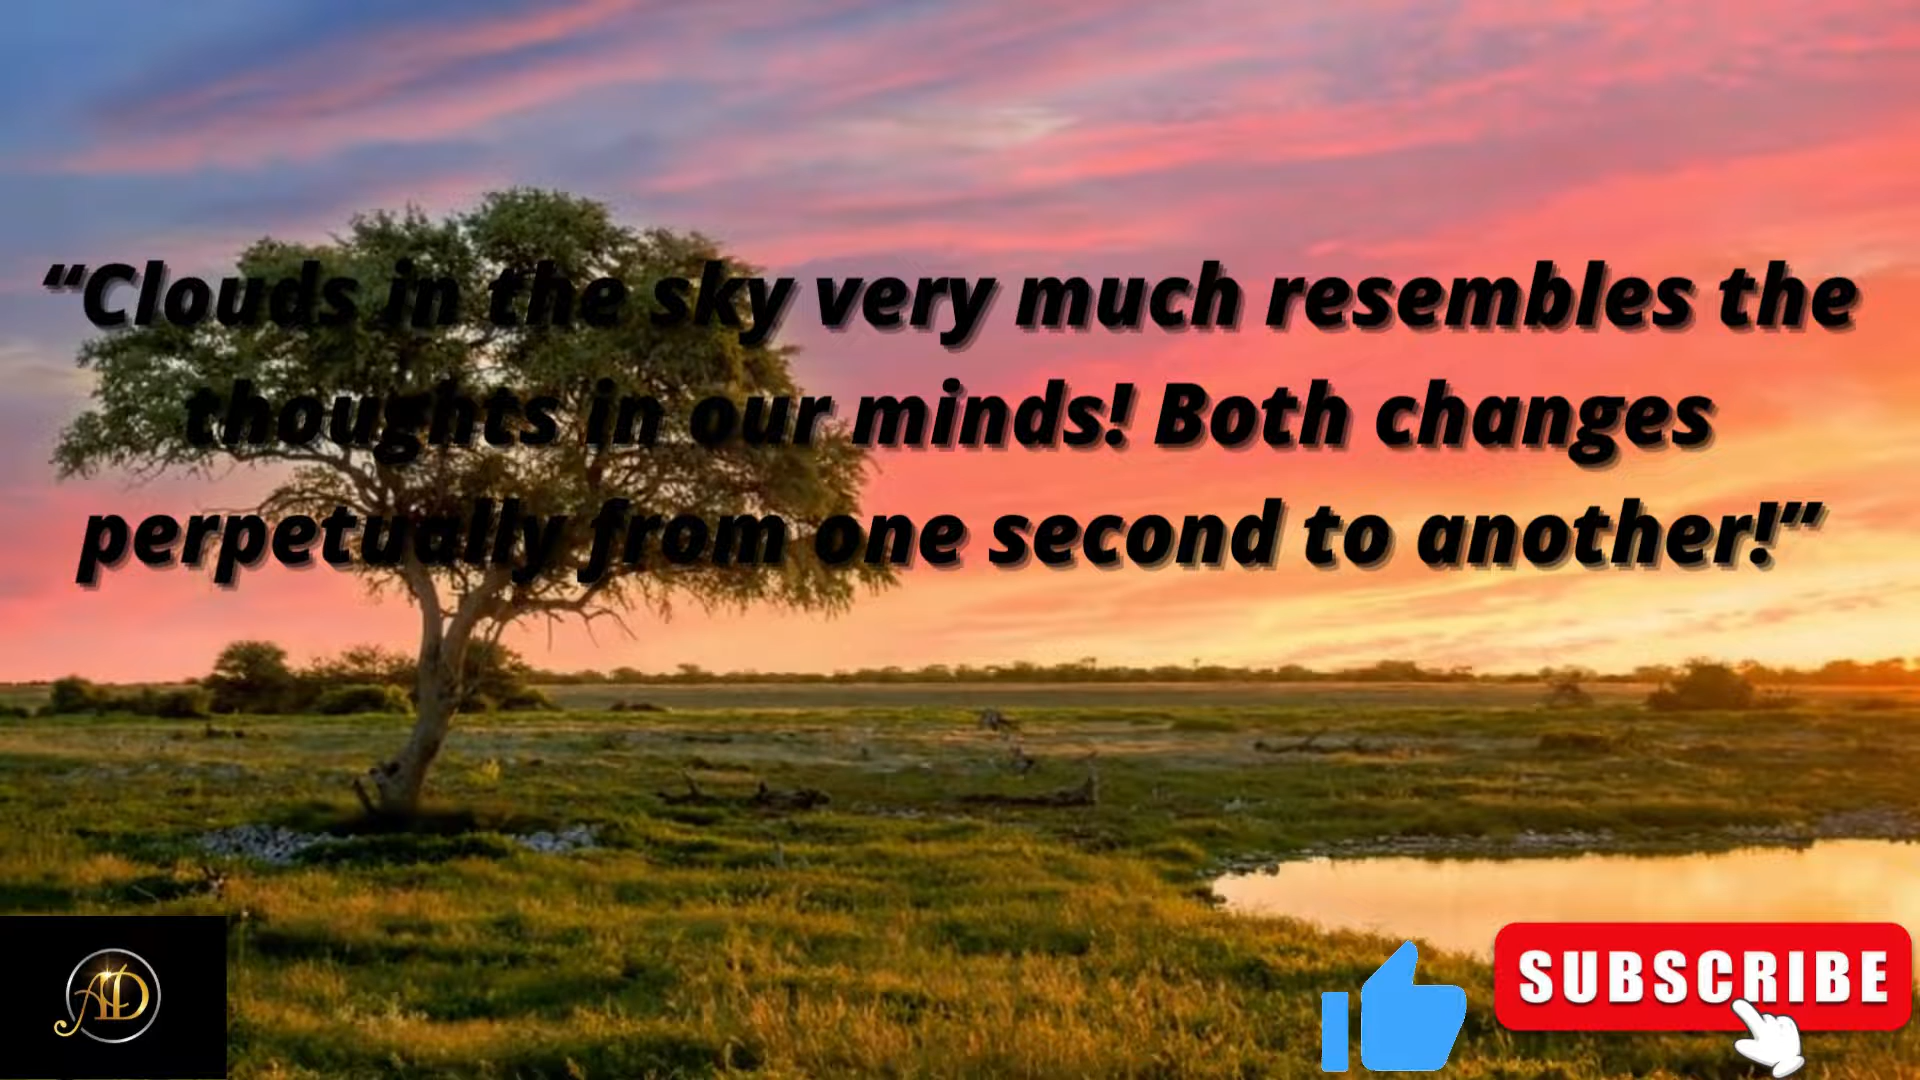 “Clouds in the sky very much resembles the
thoughts in our minds! Both changes
perpetually from one second to another!”
AD
SUBSCRIBE